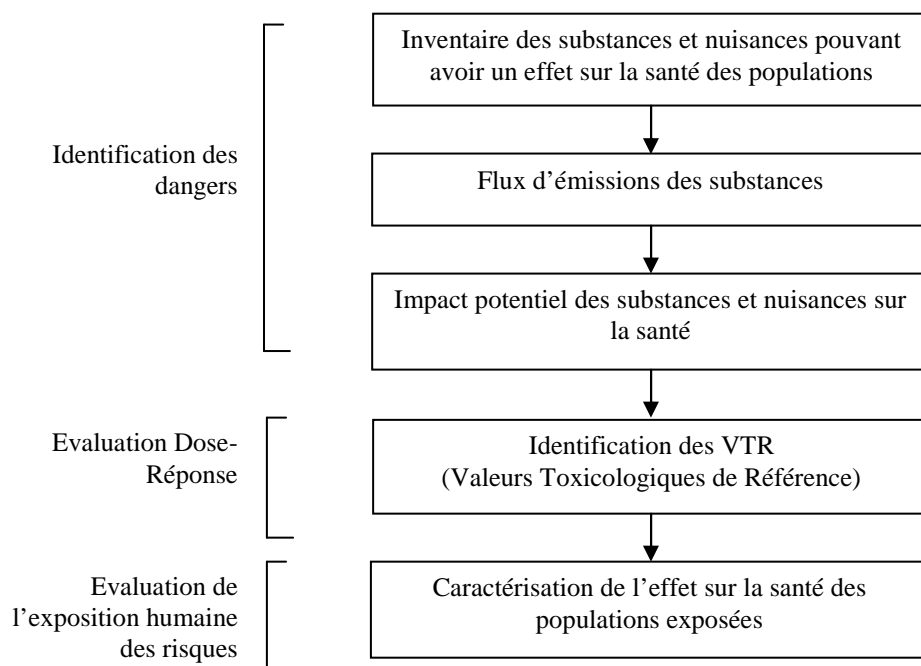 Inventaire des substances et nuisances pouvant
avoir un effet sur la santé des populations
Identification des
dangers
Flux d’émissions des substances
Impact potentiel des substances et nuisances sur
la santé
Evaluation Dose-
Réponse
Identification des VTR
(Valeurs Toxicologiques de Référence)
Evaluation de
l’exposition humaine
des risques
Caractérisation de l’effet sur la santé des
populations exposées